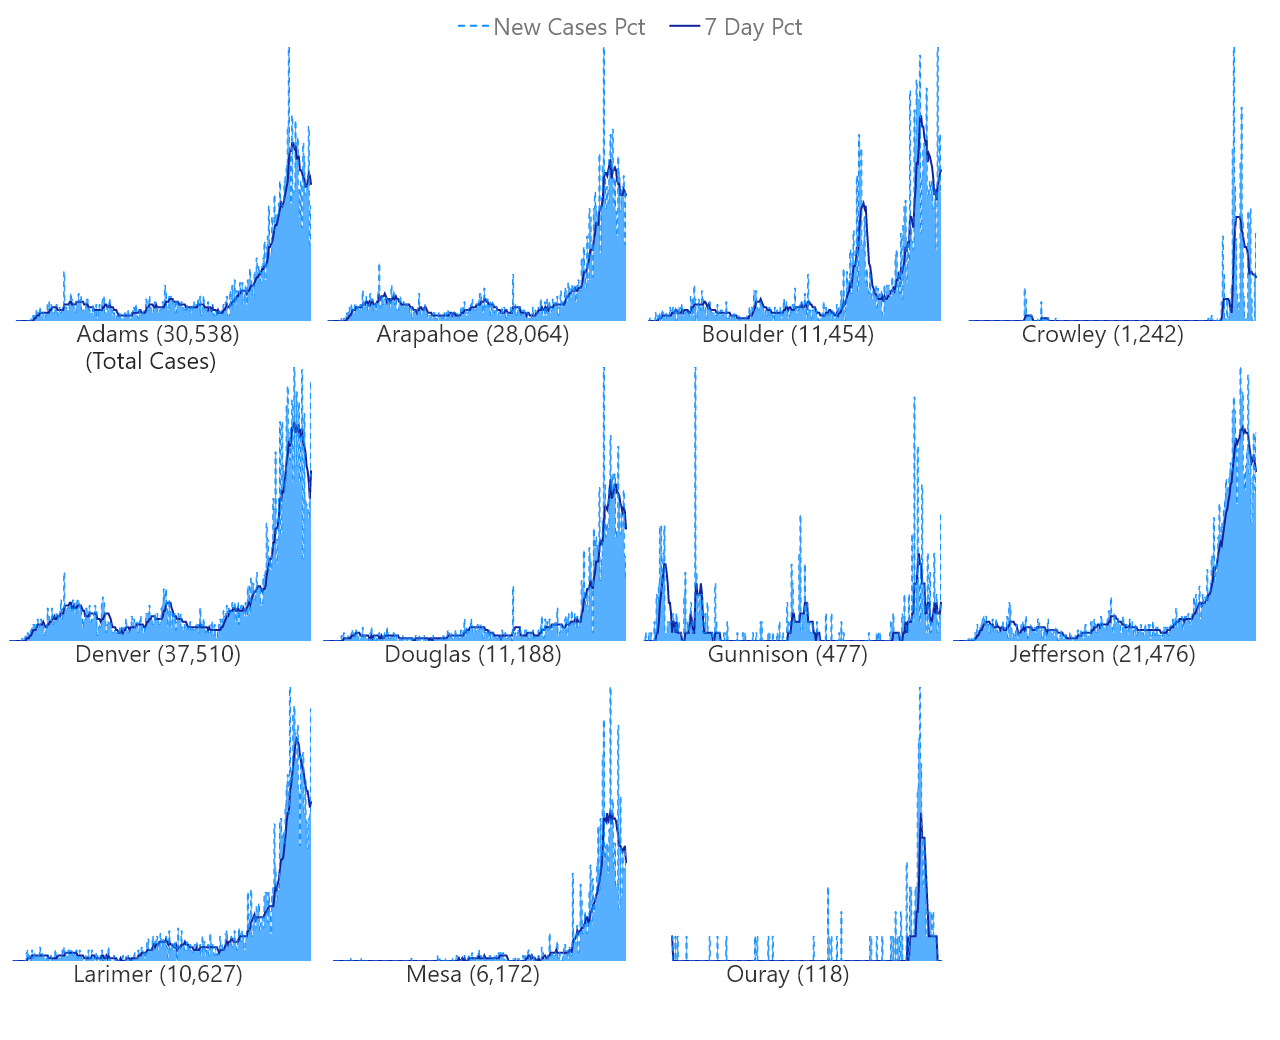 New Cases Pct 7 Day Pct
Adams (30,538) Arapahoe (28,064) Boulder (11,454) Crowley (1,242)
(Total Cases)
Denver (37,510) Douglas (11,188) Gunnison (477) Jefferson (21,476)
Larimer (10,627) Mesa (6,172) Ouray (118)